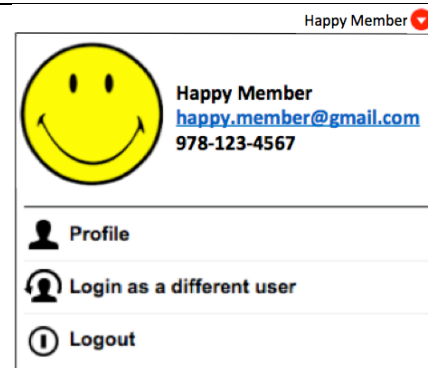 Happy Member
Happy Member
happy.member@gmail.com
978-123-4567
Profile
Login as a different user
Logout